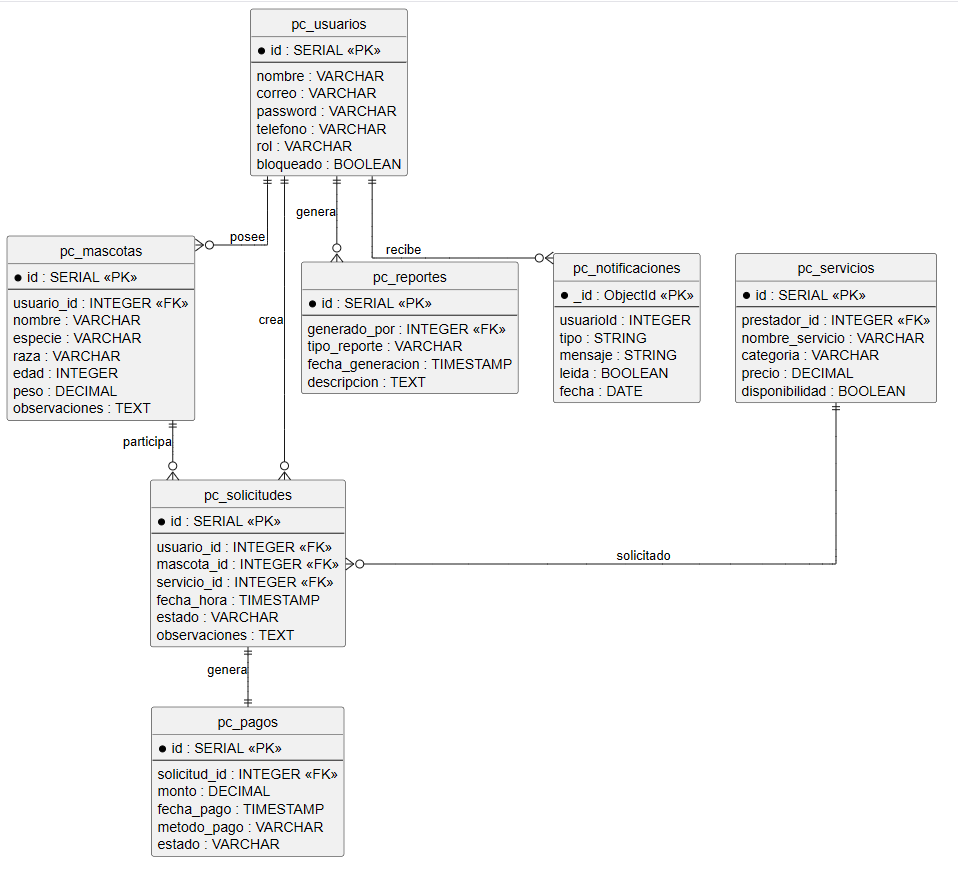 pc_usuarios
id : SERIAL «PK»
nombre : VARCHAR
correo : VARCHAR
password : VARCHAR
telefono : VARCHAR
rol : VARCHAR
bloqueado : BOOLEAN
genera
posee
recibe
crea
pc_mascotas
id : SERIAL «PK»
usuario_id : INTEGER «FK»
nombre : VARCHAR
especie : VARCHAR
raza : VARCHAR
edad : INTEGER
peso : DECIMAL
observaciones : TEXT
pc_reportes
id : SERIAL «PK»
generado_por : INTEGER «FK»
tipo_reporte : VARCHAR
fecha_generacion : TIMESTAMP
descripcion : TEXT
pc_notificaciones
_id : ObjectId «PK»
usuarioId : INTEGER
tipo : STRING
mensaje : STRING
leida : BOOLEAN
fecha : DATE
pc_servicios
id : SERIAL «PK»
prestador_id : INTEGER «FK»
nombre_servicio : VARCHAR
categoria : VARCHAR
precio : DECIMAL
disponibilidad : BOOLEAN
participa
solicitado
pc_solicitudes
id : SERIAL «PK»
usuario_id : INTEGER «FK»
mascota_id : INTEGER «FK»
servicio_id : INTEGER «FK»
fecha_hora : TIMESTAMP
estado : VARCHAR
observaciones : TEXT
genera
pc_pagos
id : SERIAL «PK»
solicitud_id : INTEGER «FK»
monto : DECIMAL
fecha_pago : TIMESTAMP
metodo_pago : VARCHAR
estado : VARCHAR